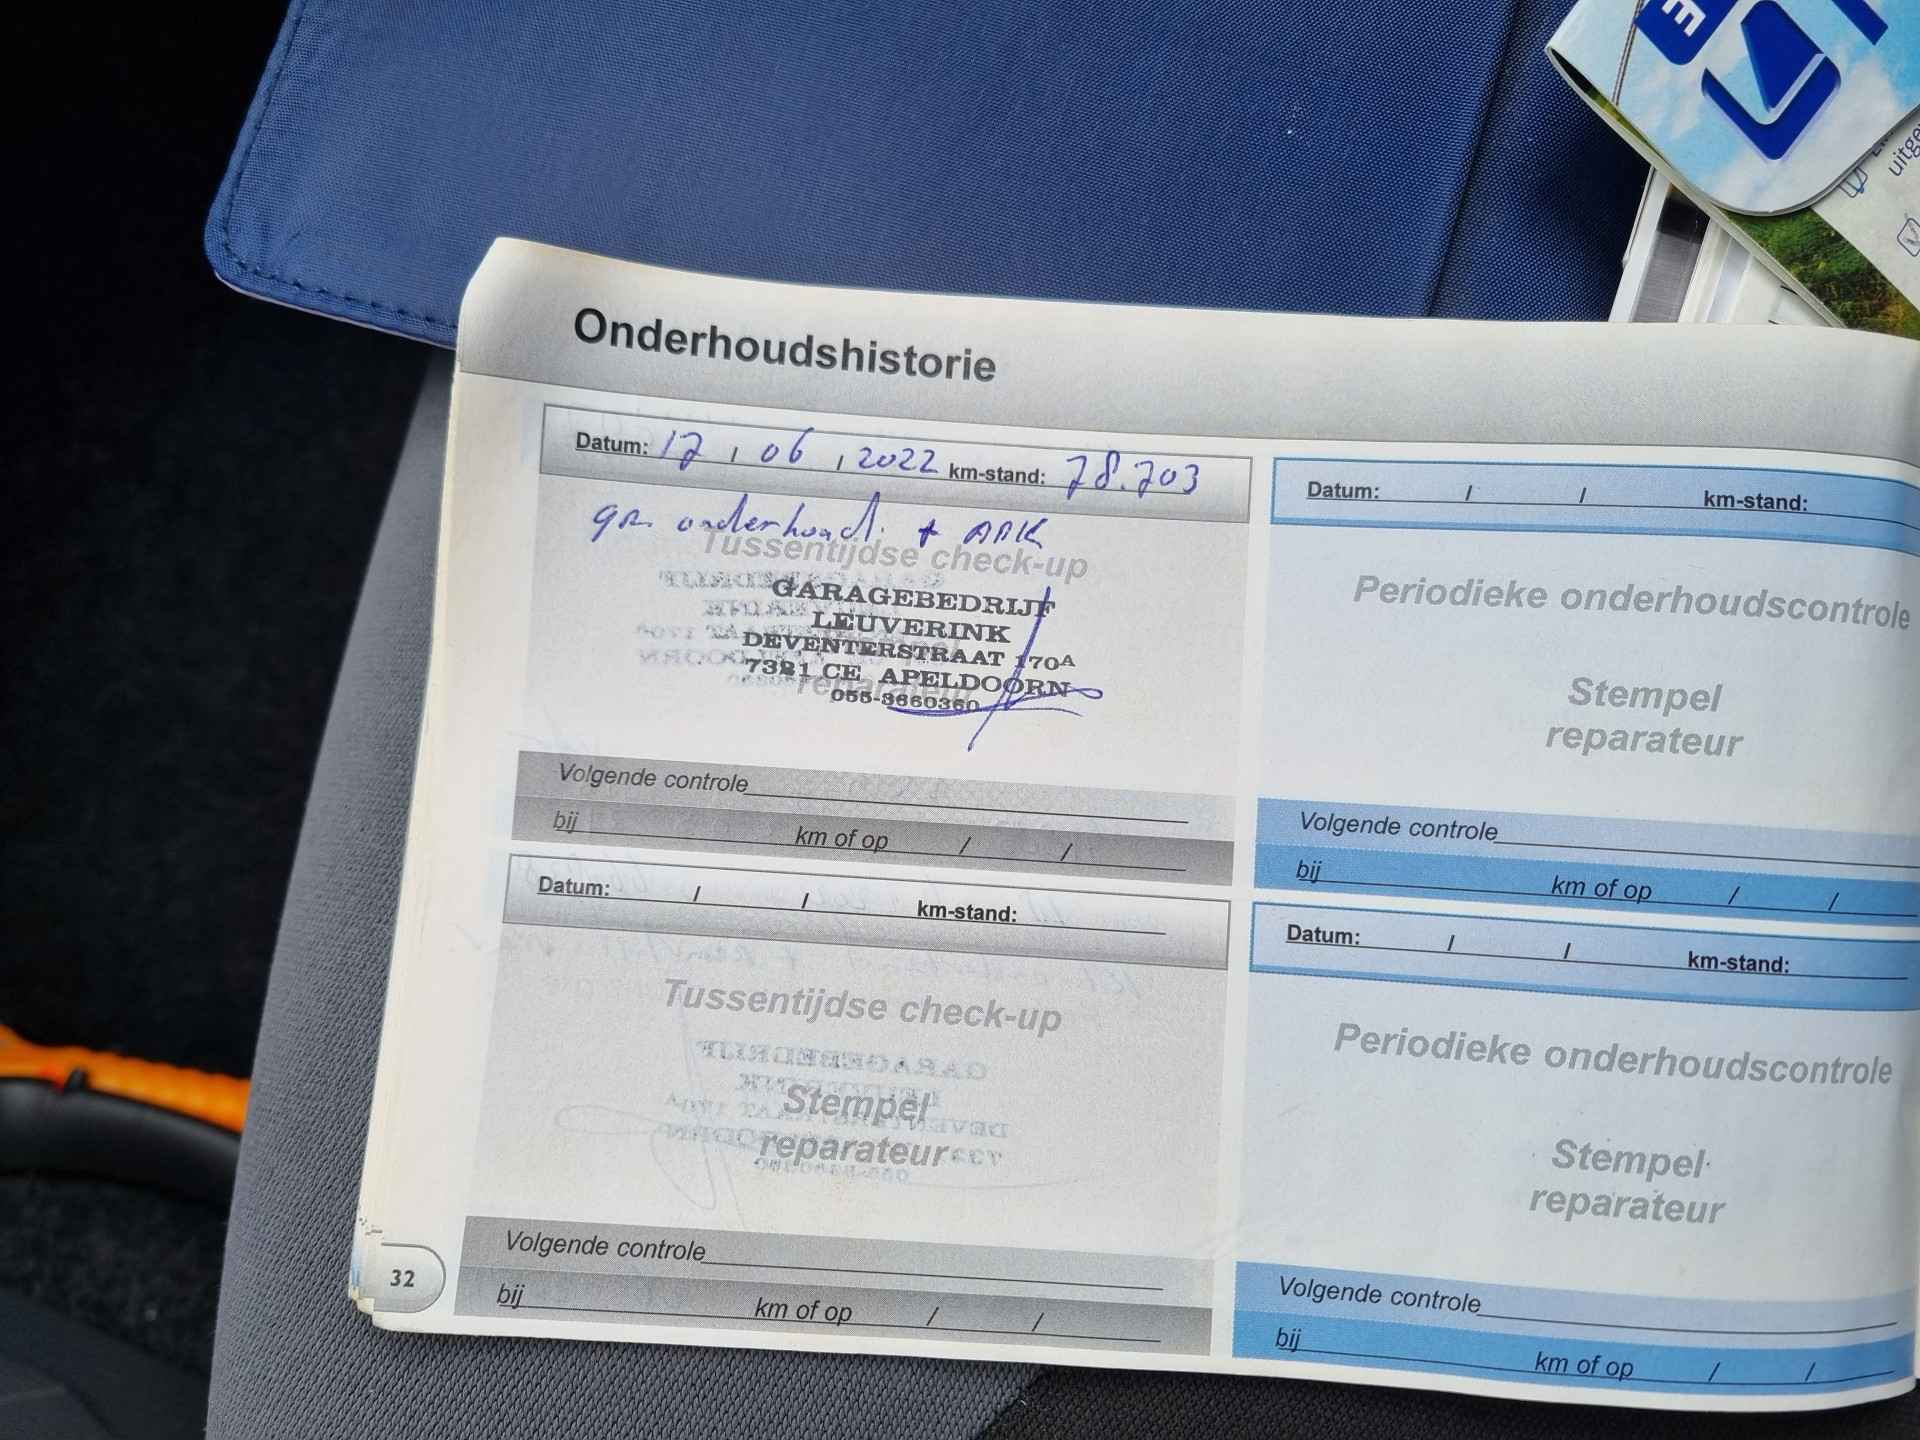 uitge
Onderhoudshistorie
Datum: 17 / 06 / 2022 km-stand: 78.703
gr. onderhoud. + APK
Tussentijdse check-up
GARAGEBEDRIJF
LEUVERINK
DEVENTERSTRAAT 170A
7321 CE APELDOORN
reparateur
055-3660360
Volgende controle
bij km of op / /
Datum: / / km-stand:
Periodieke onderhoudscontrole
Stempel
reparateur
Volgende controle
bij km of op / /
Datum: / / km-stand:
Tussentijdse check-up
Stempel
reparateur
Volgende controle
bij km of op / /
Datum: / / km-stand:
Periodieke onderhoudscontrole
Stempel
reparateur
Volgende controle
bij km of op / /
32